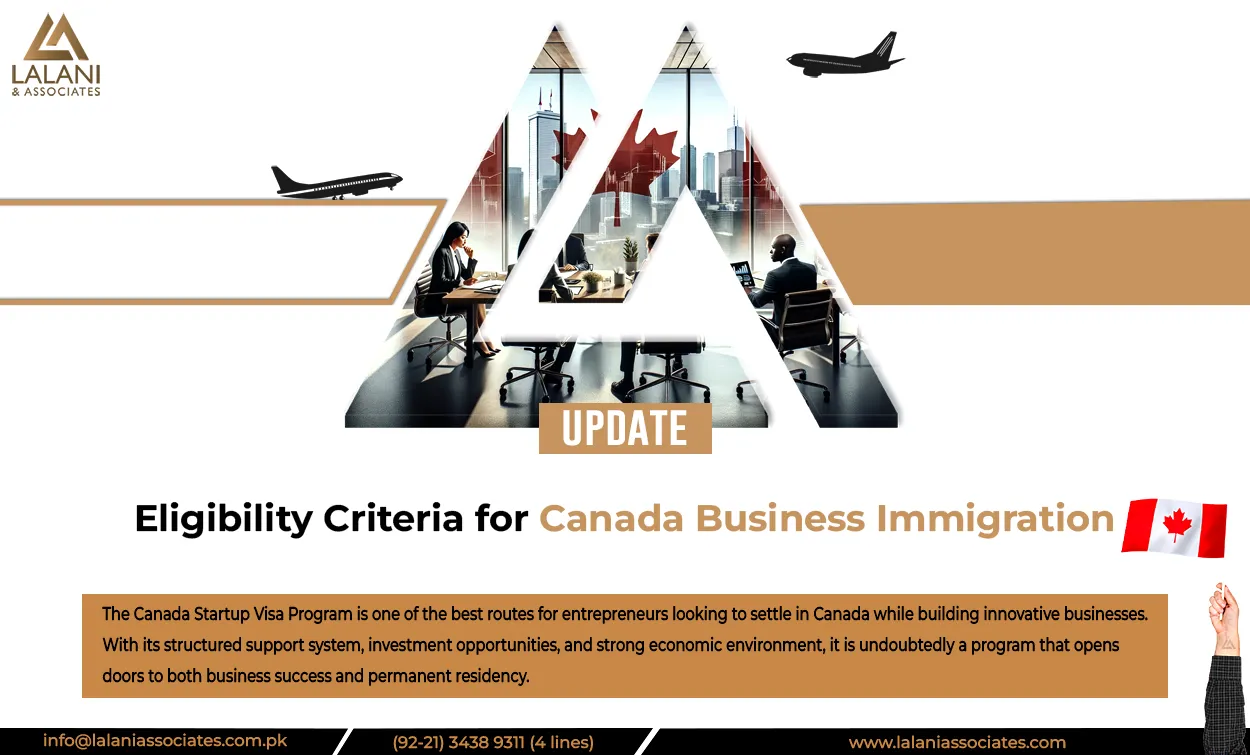 LALANI
& ASSOCIATES
UPDATE
Eligibility Criteria for Canada Business Immigration
The Canada Startup Visa Program is one of the best routes for entrepreneurs looking to settle in Canada while building innovative businesses.
With its structured support system, investment opportunities, and strong economic environment, it is undoubtedly a program that opens
doors to both business success and permanent residency.
info@lalaniassociates.com.pk
(92-21) 3438 9311 (4 lines)
www.lalaniassociates.com